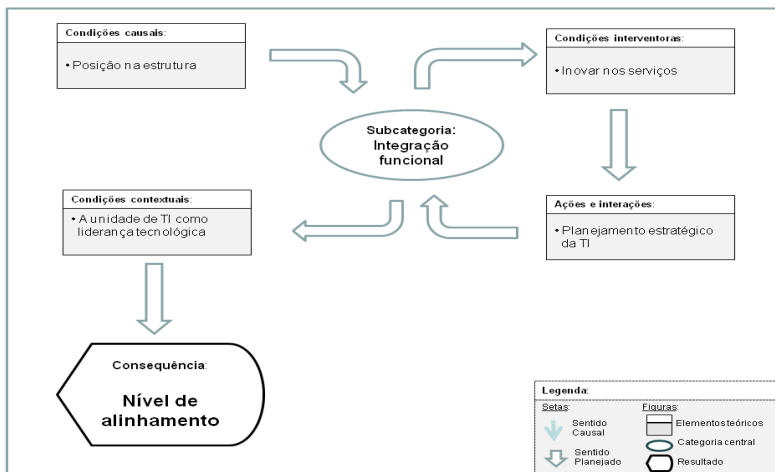 Condições causais:
• Posição na estrutura
Condições interventoras:
• Inovar nos serviços
Subcategoria:
Integração
funcional
Condições contextuais:
• A unidade de TI como
liderança tecnológica
Ações e interações:
• Planejamento estratégico
da TI
Consequência:
Nível de
alinhamento
Legenda:
Setas:
Sentido
Causal
Sentido
Planejado
Figuras:
Elementos teóricos
Categoria central
Resultado